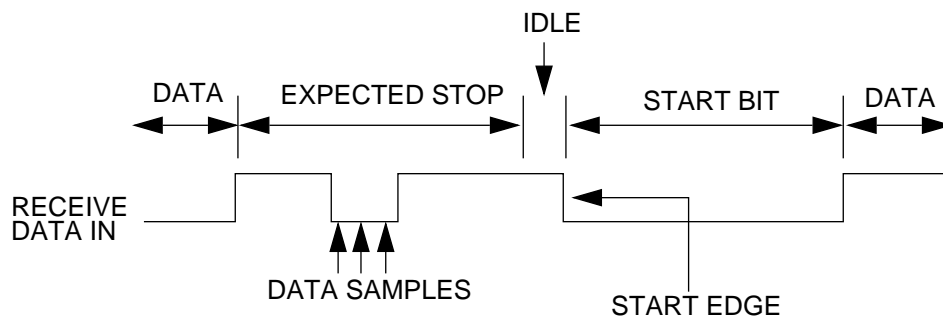 IDLE
DATA
EXPECTED STOP
START BIT
DATA
RECEIVE
DATA IN
DATA SAMPLES
START EDGE